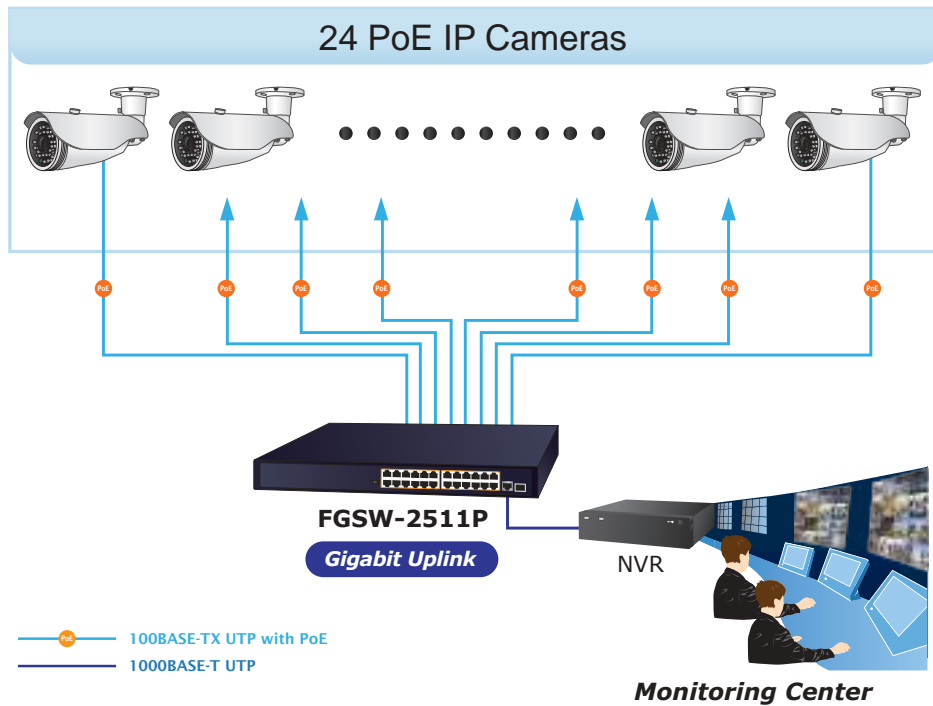 24 PoE IP Cameras
PoE PoE PoE PoE PoE PoE PoE PoE
FGSW-2511P
Gigabit Uplink
NVR
PoE 100BASE-TX UTP with PoE
1000BASE-T UTP
Monitoring Center